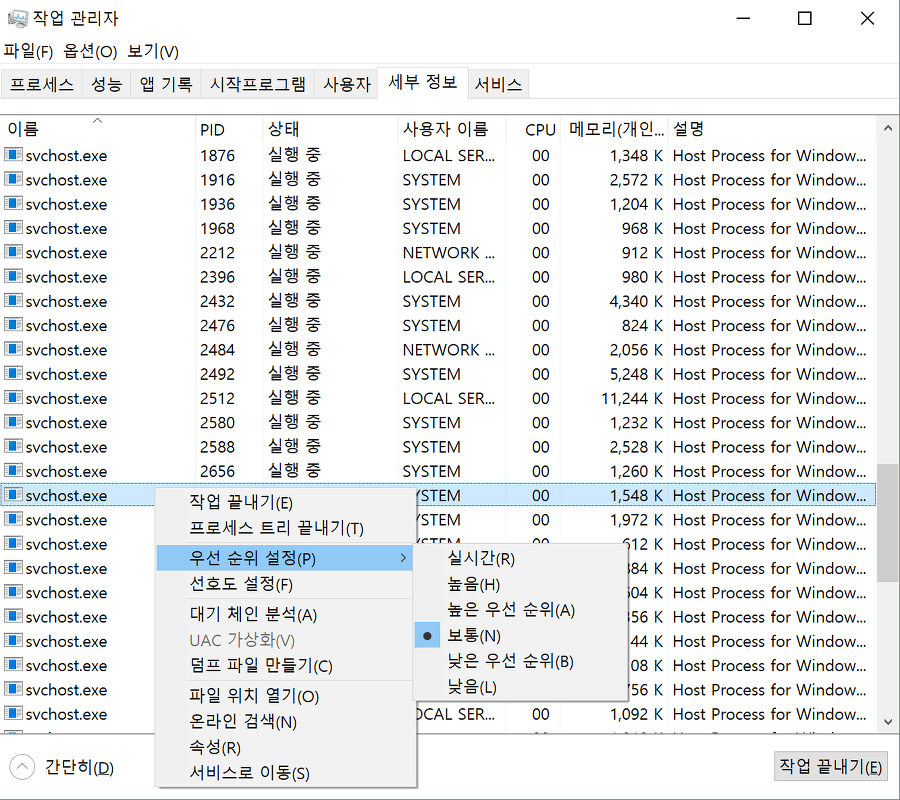 작업 관리자
파일(F) 옵션(O) 보기(V)
프로세스 성능 앱 기록 시작프로그램 사용자 세부 정보 서비스
이름 PID 상태 사용자 이름 CPU 메모리(개인... 설명
svchost.exe 1876 실행 중 LOCAL SER... 00 1,348 K Host Process for Window...
svchost.exe 1916 실행 중 SYSTEM 00 2,572 K Host Process for Window...
svchost.exe 1936 실행 중 SYSTEM 00 1,204 K Host Process for Window...
svchost.exe 1968 실행 중 SYSTEM 00 968 K Host Process for Window...
svchost.exe 2212 실행 중 NETWORK ... 00 912 K Host Process for Window...
svchost.exe 2396 실행 중 LOCAL SER... 00 980 K Host Process for Window...
svchost.exe 2432 실행 중 SYSTEM 00 4,340 K Host Process for Window...
svchost.exe 2476 실행 중 SYSTEM 00 824 K Host Process for Window...
svchost.exe 2484 실행 중 NETWORK ... 00 2,056 K Host Process for Window...
svchost.exe 2492 실행 중 SYSTEM 00 5,248 K Host Process for Window...
svchost.exe 2512 실행 중 LOCAL SER... 00 11,244 K Host Process for Window...
svchost.exe 2580 실행 중 SYSTEM 00 1,232 K Host Process for Window...
svchost.exe 2588 실행 중 SYSTEM 00 2,528 K Host Process for Window...
svchost.exe 2656 실행 중 SYSTEM 00 1,260 K Host Process for Window...
svchost.exe YSTEM 00 1,548 K Host Process for Window...
svchost.exe YSTEM 00 1,972 K Host Process for Window...
svchost.exe 612 K Host Process for Window...
svchost.exe 384 K Host Process for Window...
svchost.exe 504 K Host Process for Window...
svchost.exe 356 K Host Process for Window...
svchost.exe 44 K Host Process for Window...
svchost.exe 08 K Host Process for Window...
svchost.exe 756 K Host Process for Window...
svchost.exe OCAL SER... 00 1,092 K Host Process for Window...
작업 끝내기(E)
프로세스 트리 끝내기(T)
우선 순위 설정(P)
선호도 설정(F)
대기 체인 분석(A)
UAC 가상화(V)
덤프 파일 만들기(C)
파일 위치 열기(O)
온라인 검색(N)
속성(R)
서비스로 이동(S)
실시간(R)
높음(H)
높은 우선 순위(A)
보통(N)
낮은 우선 순위(B)
낮음(L)
간단히(D) 작업 끝내기(E)